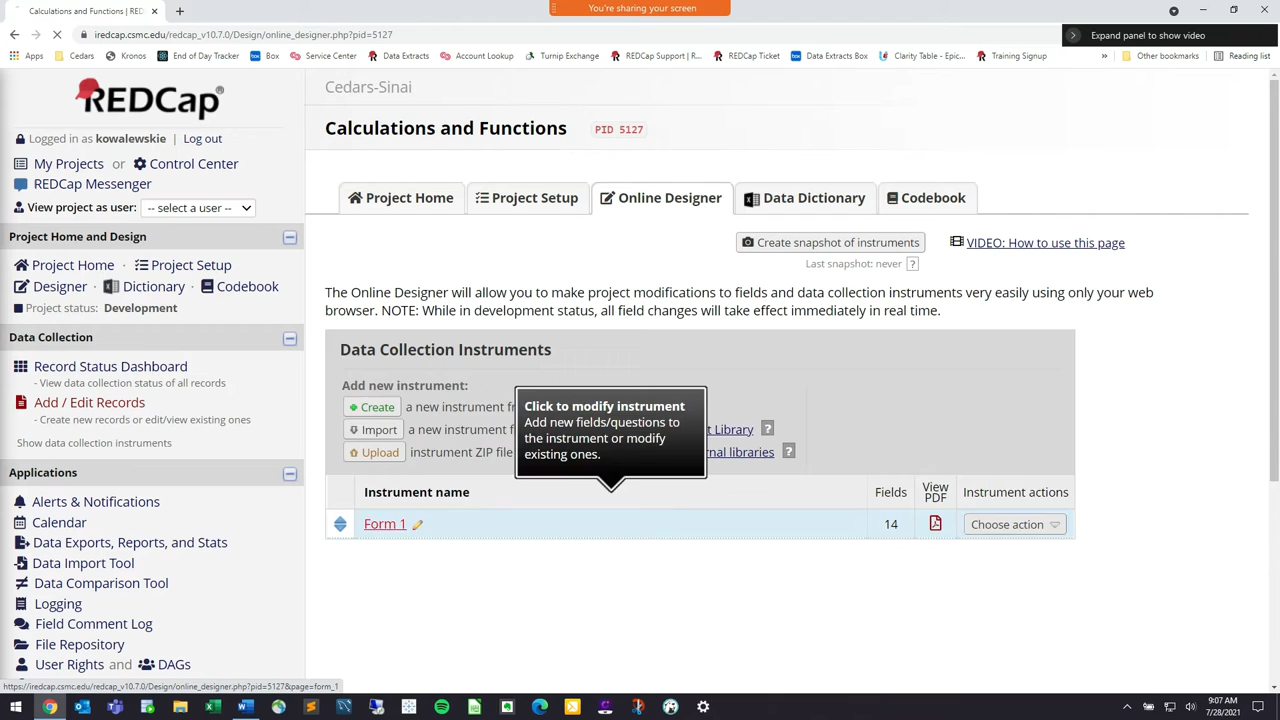 Calculations and Functions | RED
You're sharing your screen
iredcap.csmc.edu/redcap_v10.7.0/Design/online_designer.php?pid=5127
Expand panel to show video
Apps
Cedars
Kronos
End of Day Tracker
Box
Service Center
Data extracts
Account Lookup
Turnip Exchange
REDCap Support | R...
REDCap Ticket
Data Extracts Box
Clarity Table - Epic...
Training Signup
»
Other bookmarks
Reading list
REDCap
Logged in as kowalewskie | Log out
My Projects or Control Center
REDCap Messenger
View project as user: -- select a user --
Project Home and Design
Project Home · Project Setup
Designer · Dictionary · Codebook
Project status: Development
Data Collection
Record Status Dashboard
- View data collection status of all records
Add / Edit Records
- Create new records or edit/view existing ones
Show data collection instruments
Applications
Alerts & Notifications
Calendar
Data Exports, Reports, and Stats
Data Import Tool
Data Comparison Tool
Logging
Field Comment Log
File Repository
User Rights and DAGs
Cedars-Sinai
Calculations and Functions PID 5127
Project Home
Project Setup
Online Designer
Data Dictionary
Codebook
Create snapshot of instruments
VIDEO: How to use this page
Last snapshot: never ?
The Online Designer will allow you to make project modifications to fields and data collection instruments very easily using only your web
browser. NOTE: While in development status, all field changes will take effect immediately in real time.
Data Collection Instruments
Add new instrument:
Create a new instrument fr
Import a new instrument f t Library ?
Upload instrument ZIP file rnal libraries ?
Click to modify instrument
Add new fields/questions to
the instrument or modify
existing ones.
Instrument name
Fields
View
PDF
Instrument actions
Form 1
14
Choose action
https://iredcap.csmc.edu/redcap_v10.7.0/Design/online_designer.php?pid=5127&page=form_1
9:07 AM
7/28/2021